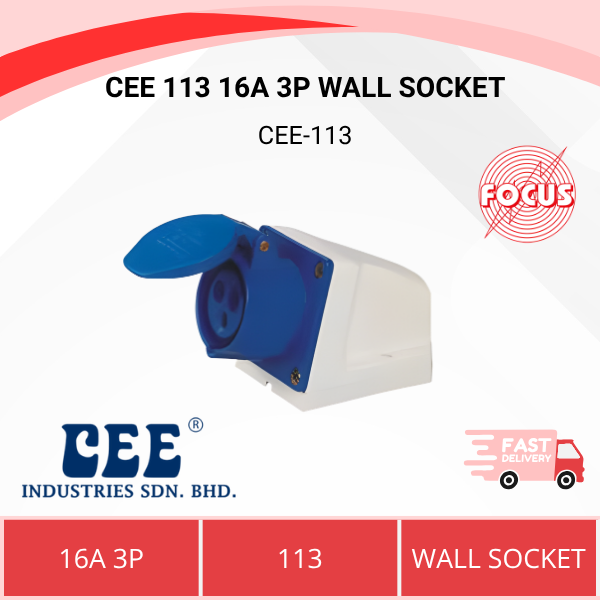 CEE 113 16A 3P WALL SOCKET
CEE-113
FOCUS
CEE®
INDUSTRIES SDN. BHD.
FAST
DELIVERY
16A 3P
113
WALL SOCKET